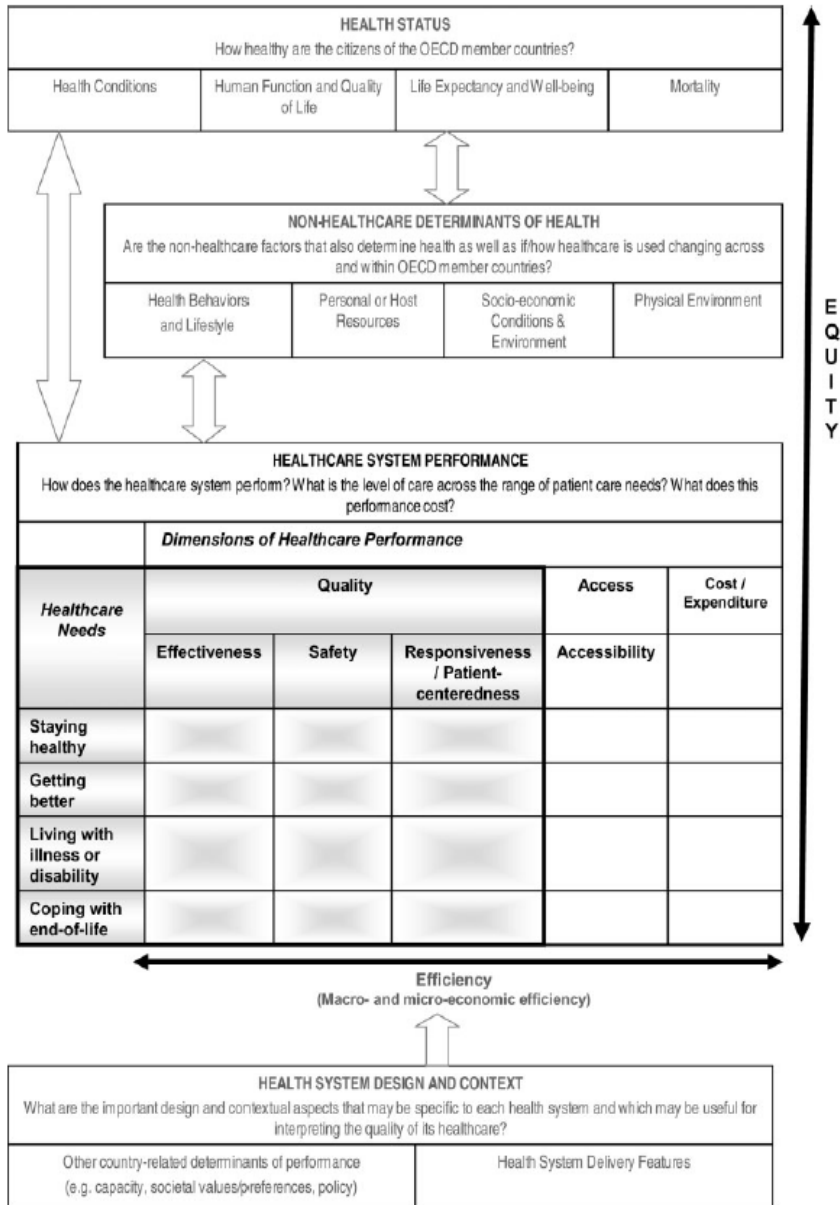 HEALTH STATUS
How healthy are the citizens of the OECD member countries?
Health Conditions
Human Function and Quality
of Life
Life Expectancy and Well-being
Mortality
NON-HEALTHCARE DETERMINANTS OF HEALTH
Are the non-healthcare factors that also determine health as well as if/how healthcare is used changing across
and within OECD member countries?
Health Behaviors
and Lifestyle
Personal or Host
Resources
Socio-economic
Conditions &
Environment
Physical Environment
E
Q
U
I
T
Y
HEALTHCARE SYSTEM PERFORMANCE
How does the healthcare system perform? What is the level of care across the range of patient care needs? What does this
performance cost?
Dimensions of Healthcare Performance
Healthcare
Needs
Quality
Access
Cost /
Expenditure
Effectiveness
Safety
Responsiveness
/ Patient-
centeredness
Accessibility
Staying
healthy
Getting
better
Living with
illness or
disability
Coping with
end-of-life
Efficiency
(Macro- and micro-economic efficiency)
HEALTH SYSTEM DESIGN AND CONTEXT
What are the important design and contextual aspects that may be specific to each health system and which may be useful for
interpreting the quality of its healthcare?
Other country-related determinants of performance
(e.g. capacity, societal values/preferences, policy)
Health System Delivery Features